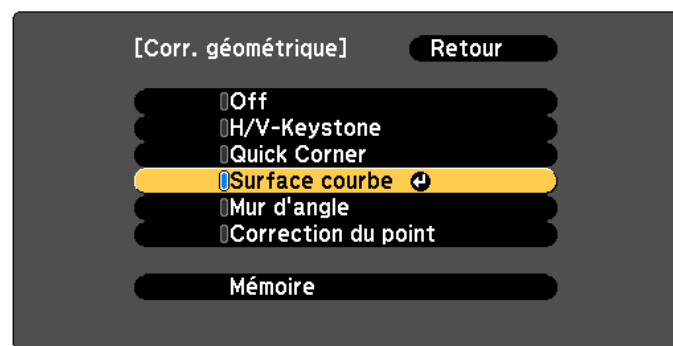 [Corr. géométrique] Retour
Off
H/V-Keystone
Quick Corner
Surface courbe
Mur d'angle
Correction du point
Mémoire